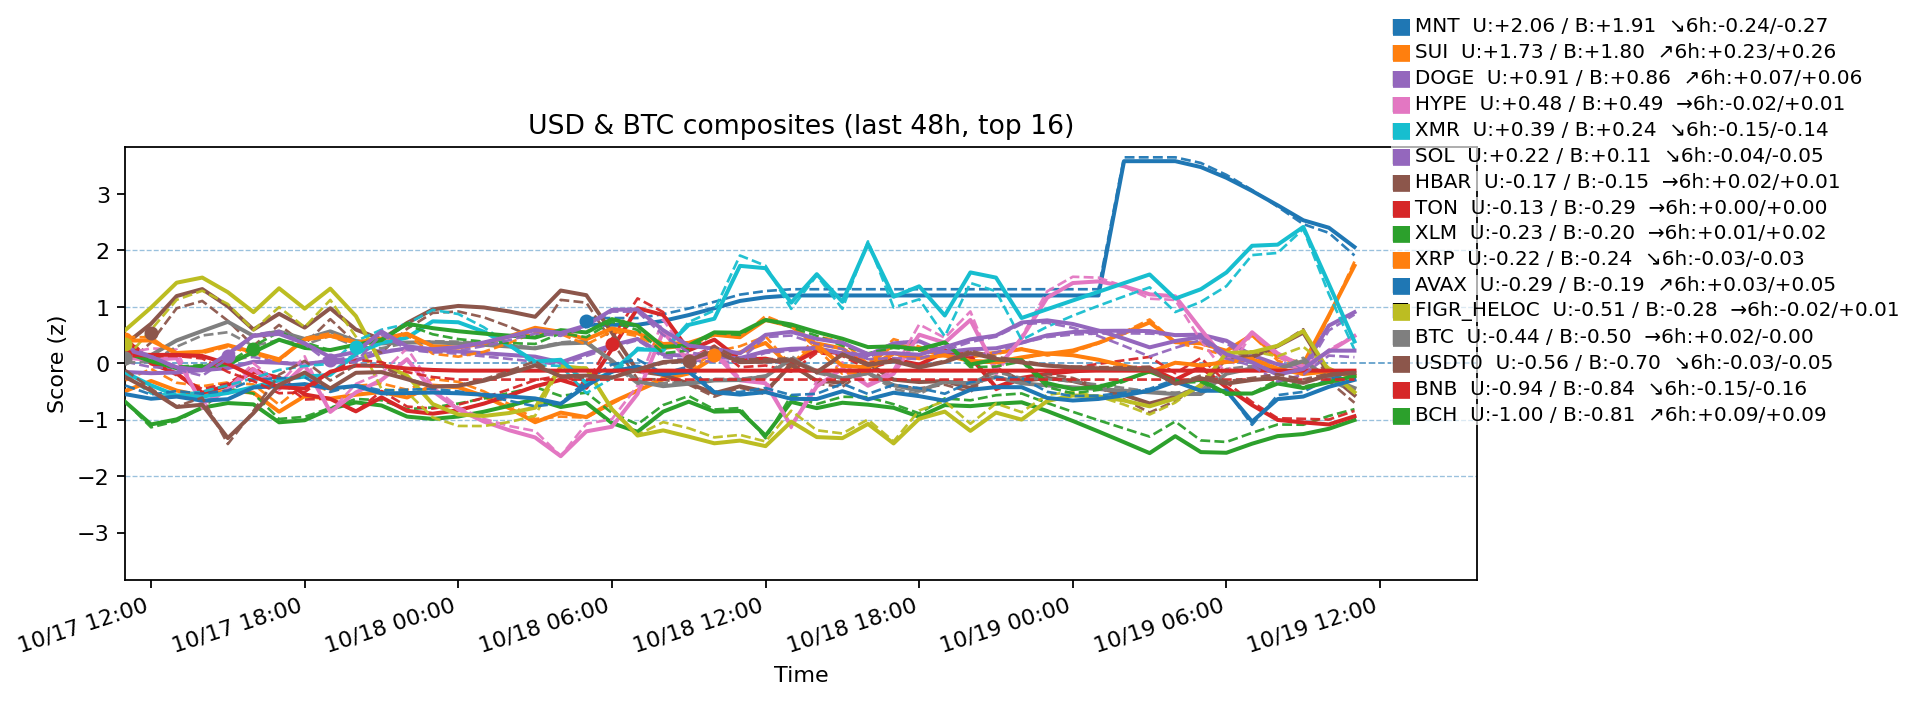 MNT  U:+2.06 / B:+1.91  ↘6h:-0.24/-0.27
SUI  U:+1.73 / B:+1.80  ↗6h:+0.23/+0.26
DOGE  U:+0.91 / B:+0.86  ↗6h:+0.07/+0.06
HYPE  U:+0.48 / B:+0.49  →6h:-0.02/+0.01
XMR  U:+0.39 / B:+0.24  ↘6h:-0.15/-0.14
SOL  U:+0.22 / B:+0.11  ↘6h:-0.04/-0.05
HBAR  U:-0.17 / B:-0.15  →6h:+0.02/+0.01
TON  U:-0.13 / B:-0.29  →6h:+0.00/+0.00
XLM  U:-0.23 / B:-0.20  →6h:+0.01/+0.02
XRP  U:-0.22 / B:-0.24  ↘6h:-0.03/-0.03
AVAX  U:-0.29 / B:-0.19  ↗6h:+0.03/+0.05
FIGR_HELOC  U:-0.51 / B:-0.28  →6h:-0.02/+0.01
BTC  U:-0.44 / B:-0.50  →6h:+0.02/-0.00
USDT0  U:-0.56 / B:-0.70  ↘6h:-0.03/-0.05
BNB  U:-0.94 / B:-0.84  ↘6h:-0.15/-0.16
BCH  U:-1.00 / B:-0.81  ↗6h:+0.09/+0.09
USD & BTC composites (last 48h, top 16)
Score (z)
3
2
1
0
−1
−2
−3
10/17 12:00
10/17 18:00
10/18 00:00
10/18 06:00
10/18 12:00
10/18 18:00
10/19 00:00
10/19 06:00
10/19 12:00
Time